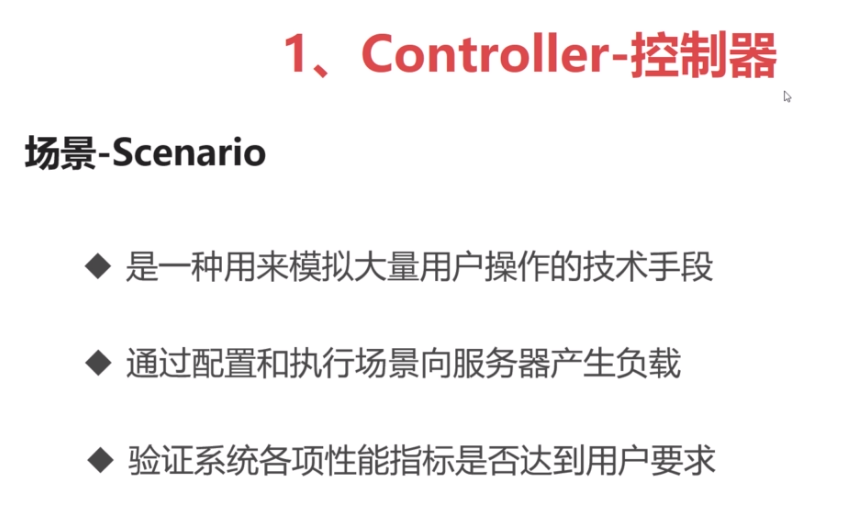 1、Controller-控制器
场景-Scenario
◆ 是一种用来模拟大量用户操作的技术手段
◆ 通过配置和执行场景向服务器产生负载
◆ 验证系统各项性能指标是否达到用户要求